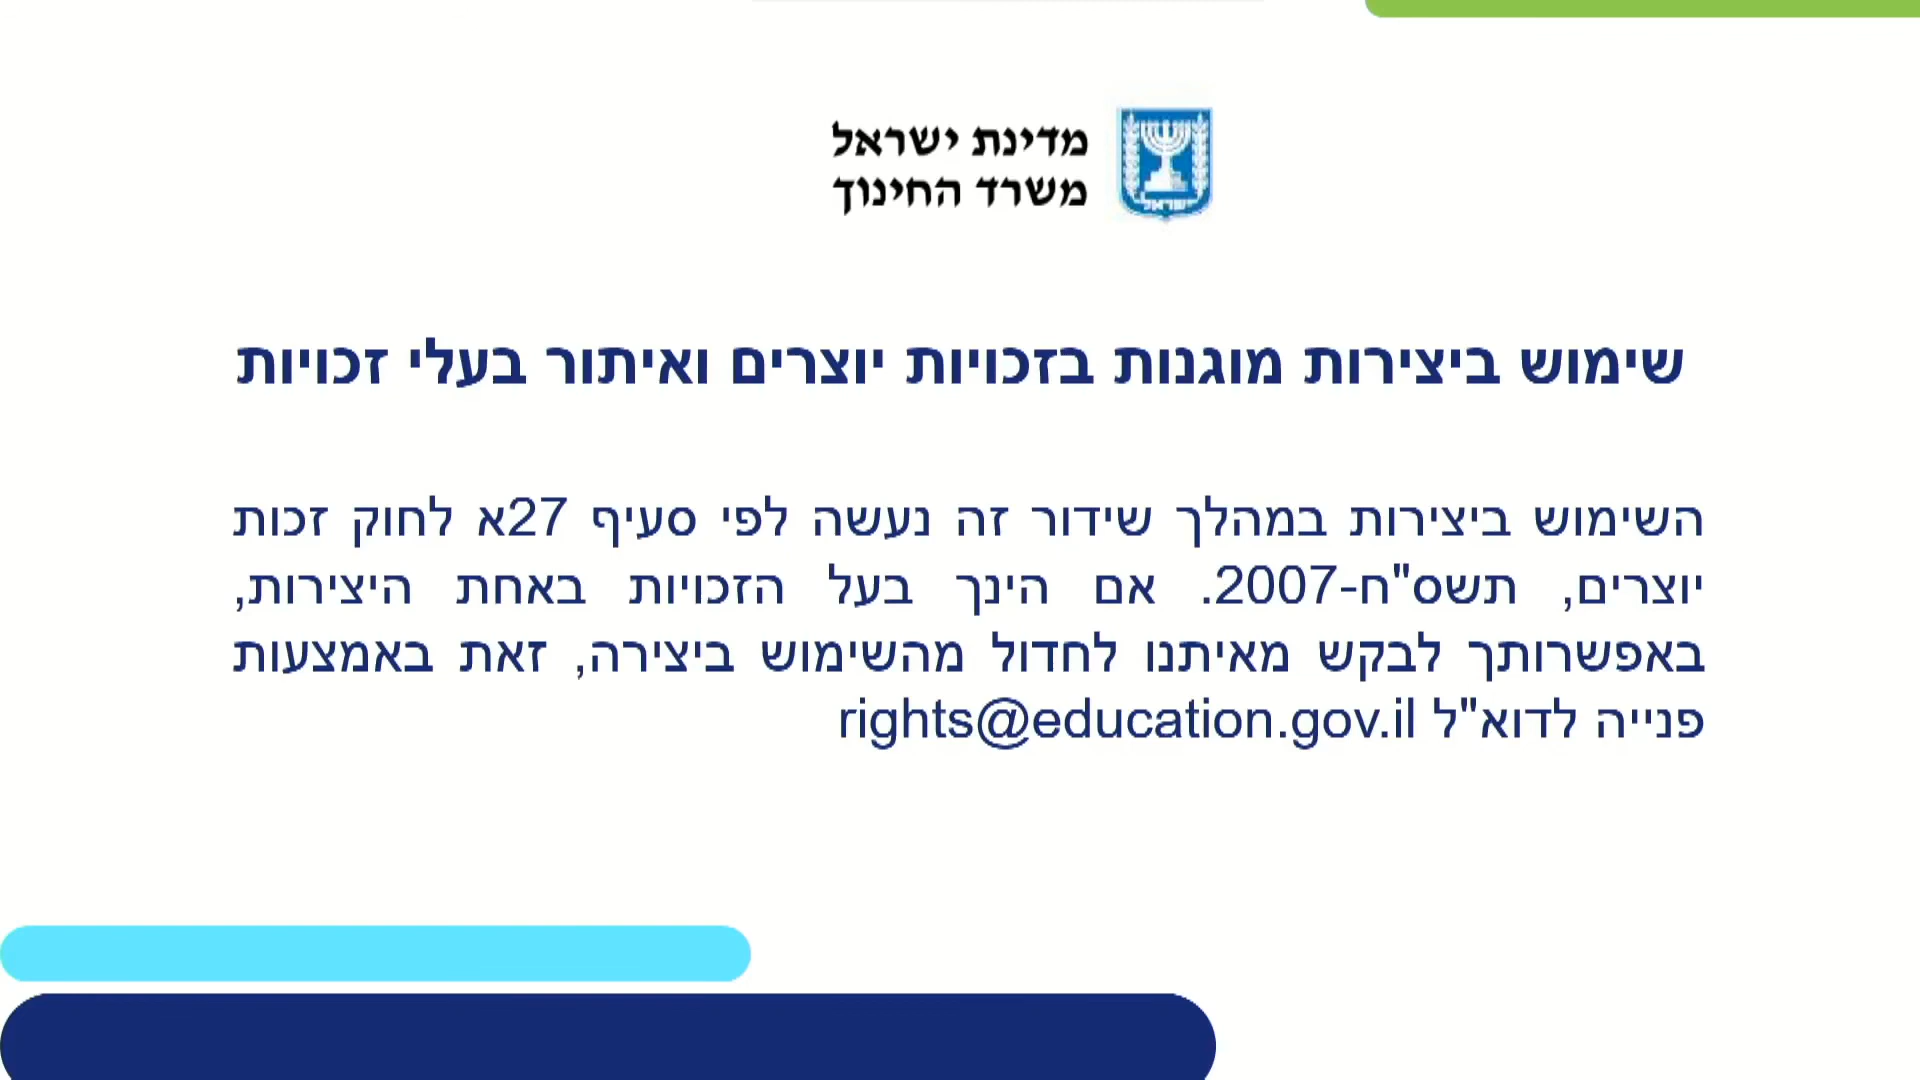 מדינת ישראל
משרד החינוך
ישראל
שימוש ביצירות מוגנות בזכויות יוצרים ואיתור בעלי זכויות
השימוש ביצירות במהלך שידור זה נעשה לפי סעיף 27א לחוק זכות
יוצרים, תשס"ח-2007. אם הינך בעל הזכויות באחת היצירות,
באפשרותך לבקש מאיתנו לחדול מהשימוש ביצירה, זאת באמצעות
פנייה לדוא"ל rights@education.gov.il